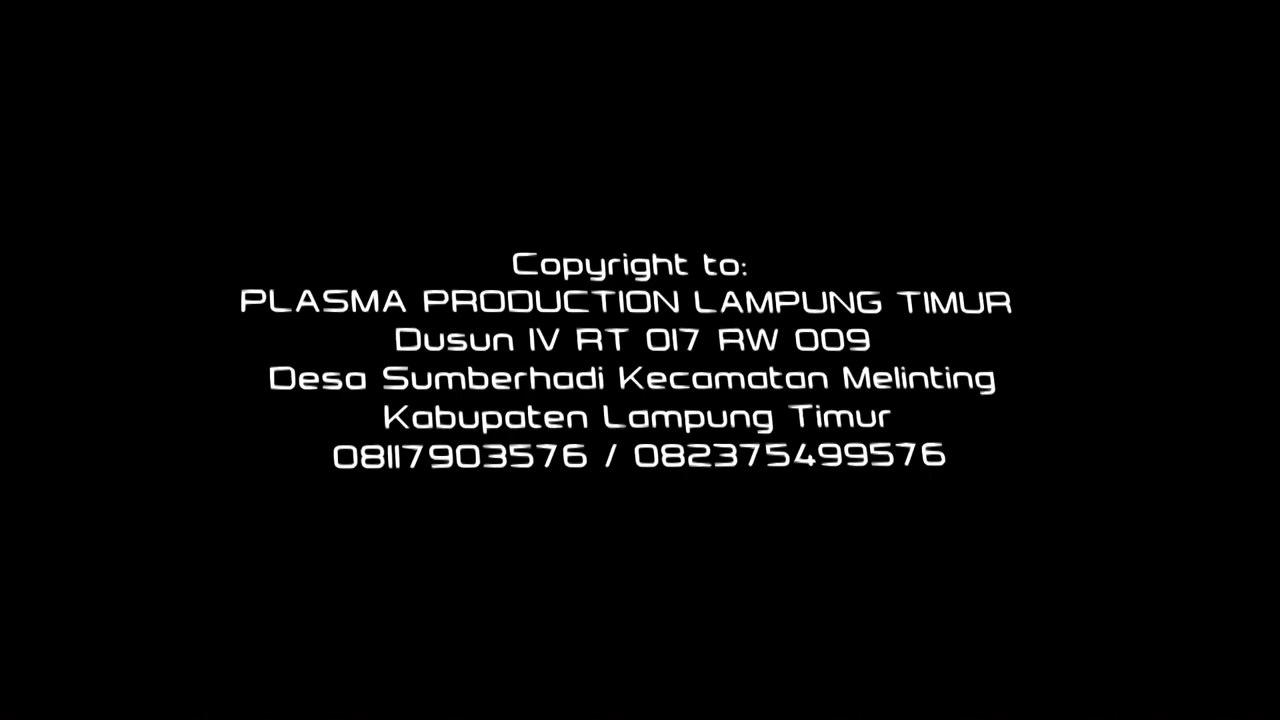 Copyright to:
PLASMA PRODUCTION LAMPUNG TIMUR
Dusun IV RT 017 RW 009
Desa Sumberhadi Kecamatan Melinting
Kabupaten Lampung Timur
08117903576 / 082375499576